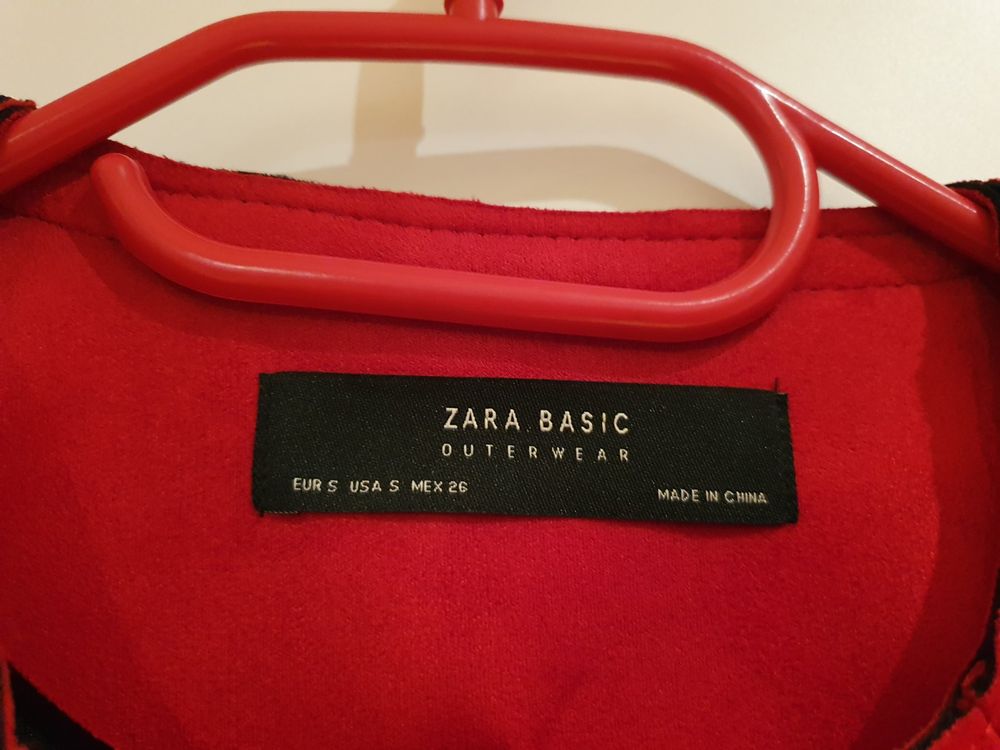 ZARA BASIC
OUTERWEAR
EUR S USA S MEX 26
MADE IN CHINA